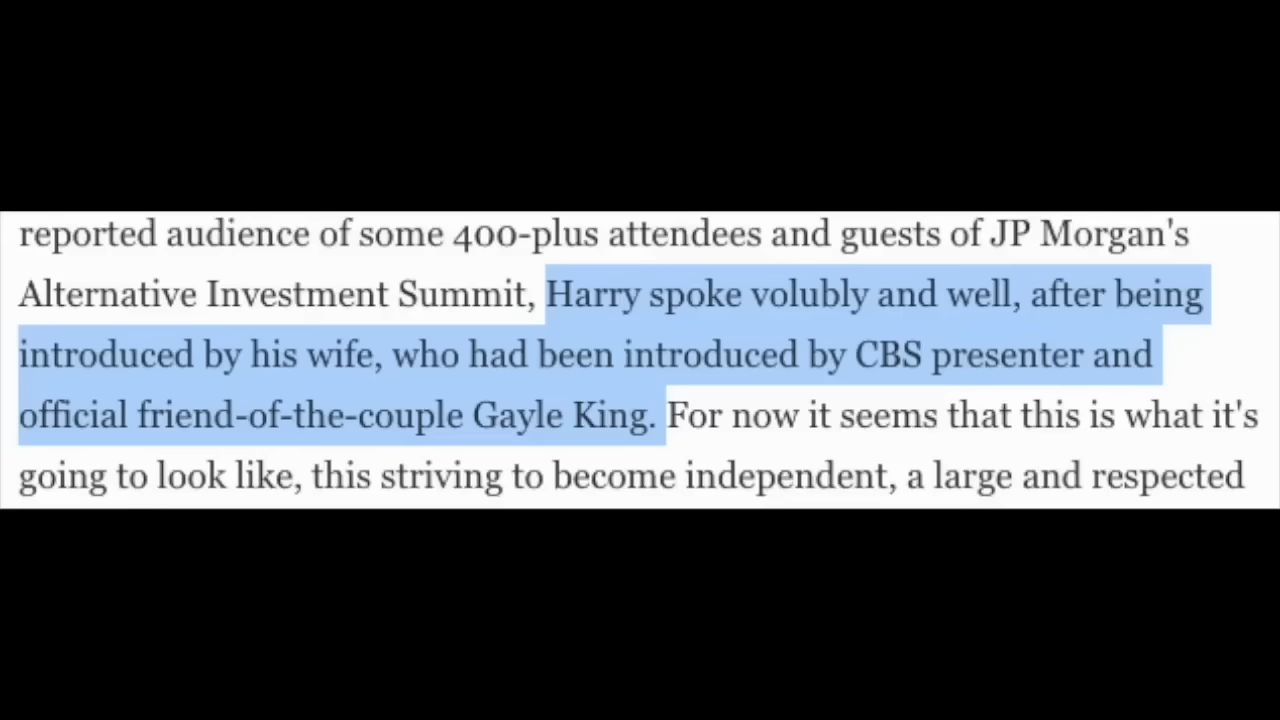 reported audience of some 400-plus attendees and guests of JP Morgan's
Alternative Investment Summit, Harry spoke volubly and well, after being
introduced by his wife, who had been introduced by CBS presenter and
official friend-of-the-couple Gayle King. For now it seems that this is what it's
going to look like, this striving to become independent, a large and respected